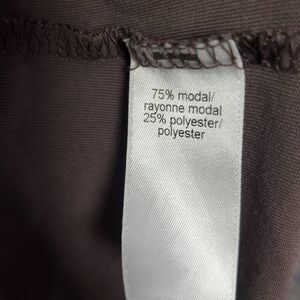 75% modal/
rayonne modal
25% polyester/
polyester